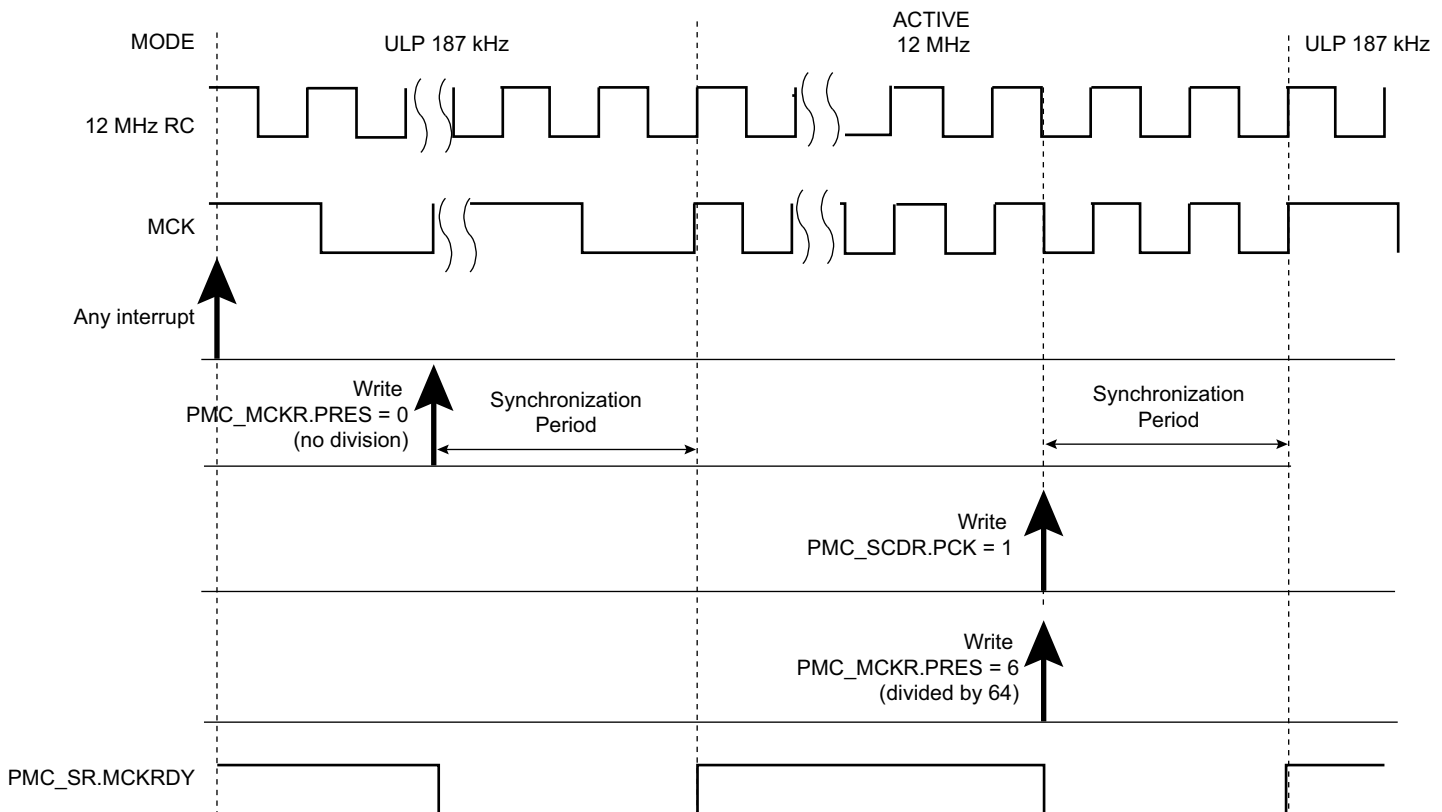 MODE
ULP 187 kHz
ACTIVE
12 MHz
ULP 187 kHz
12 MHz RC
MCK
Any interrupt
Write
PMC_MCKR.PRES = 0
(no division)
Synchronization
Period
Synchronization
Period
Write
PMC_SCDR.PCK = 1
Write
PMC_MCKR.PRES = 6
(divided by 64)
PMC_SR.MCKRDY